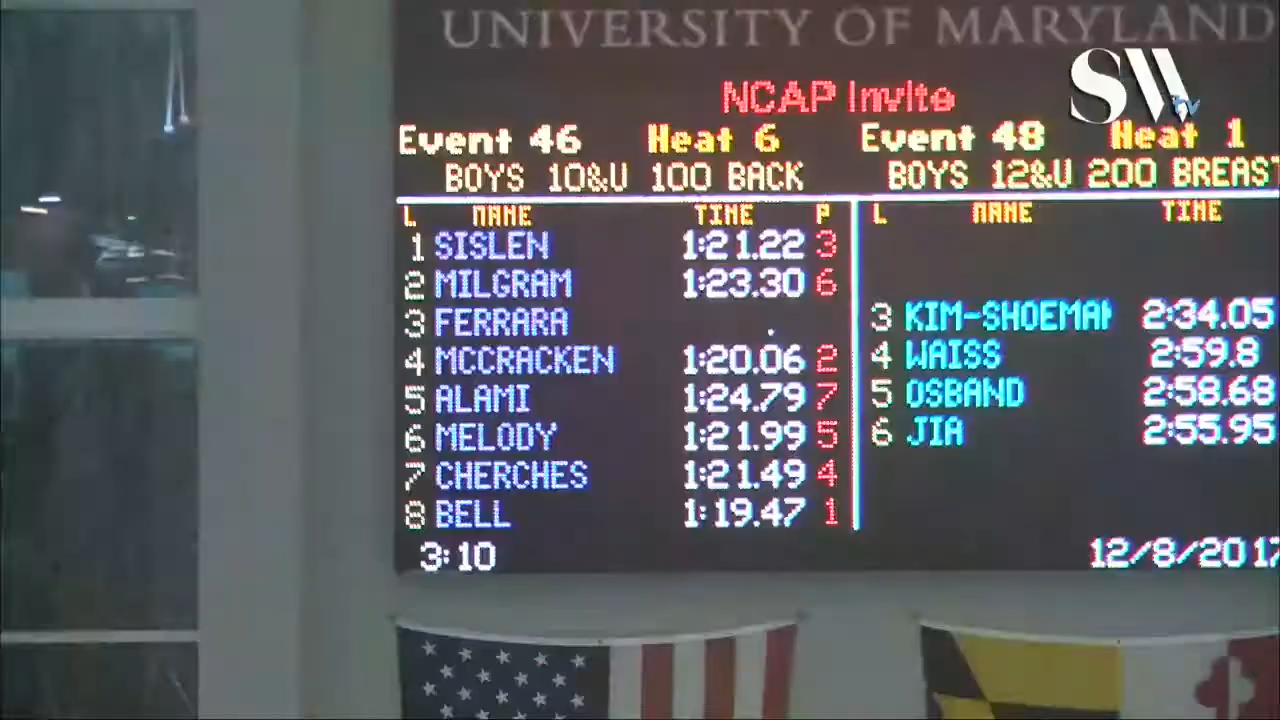 UNIVERSITY OF MARYLAND
NCAP Invite
SW TV
Event 46 Heat 6
BOYS 10&U 100 BACK
L NAME TIME P
1 SISLEN 1:21.22 3
2 MILGRAM 1:23.30 6
3 FERRARA .
4 MCCRACKEN 1:20.06 2
5 ALAMI 1:24.79 7
6 MELODY 1:21.99 5
7 CHERCHES 1:21.49 4
8 BELL 1:19.47 1
3:10
Event 48 Heat 1
BOYS 12&U 200 BREAST
L NAME TIME
3 KIM-SHOEMAN 2:34.05
4 WAISS 2:59.8
5 OSBAND 2:58.68
6 JIA 2:55.95
12/8/2017